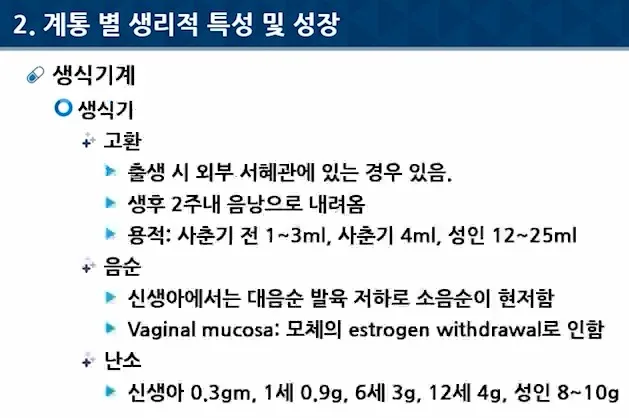 2. 계통 별 생리적 특성 및 성장
생식기계
생식기
고환
출생 시 외부 서혜관에 있는 경우 있음.
생후 2주내 음낭으로 내려옴
용적: 사춘기 전 1~3ml, 사춘기 4ml, 성인 12~25ml
음순
신생아에서는 대음순 발육 저하로 소음순이 현저함
Vaginal mucosa: 모체의 estrogen withdrawal로 인함
난소
신생아 0.3gm, 1세 0.9g, 6세 3g, 12세 4g, 성인 8~10g